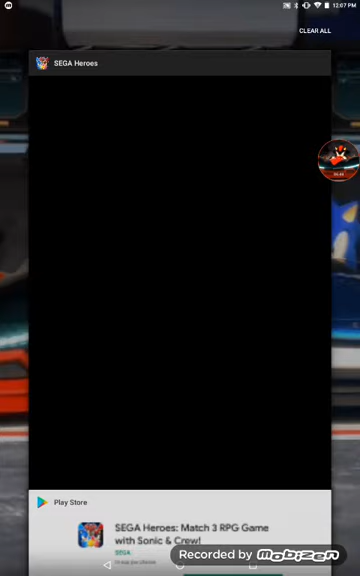 12:07 PM
CLEAR ALL
SEGA Heroes
Play Store
SEGA Heroes: Match 3 RPG Game
with Sonic & Crew!
SEGA
Recorded by mobizen